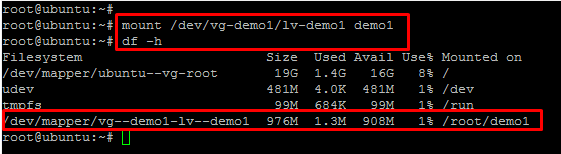 root@ubuntu:~#
root@ubuntu:~# mount /dev/vg-demo1/lv-demo1 demo1
root@ubuntu:~# df -h
Filesystem Size Used Avail Use% Mounted on
/dev/mapper/ubuntu--vg-root 19G 1.4G 16G 8% /
udev 481M 4.0K 481M 1% /dev
tmpfs 99M 684K 99M 1% /run
/dev/mapper/vg--demo1-lv--demo1 976M 1.3M 908M 1% /root/demo1
root@ubuntu:~#